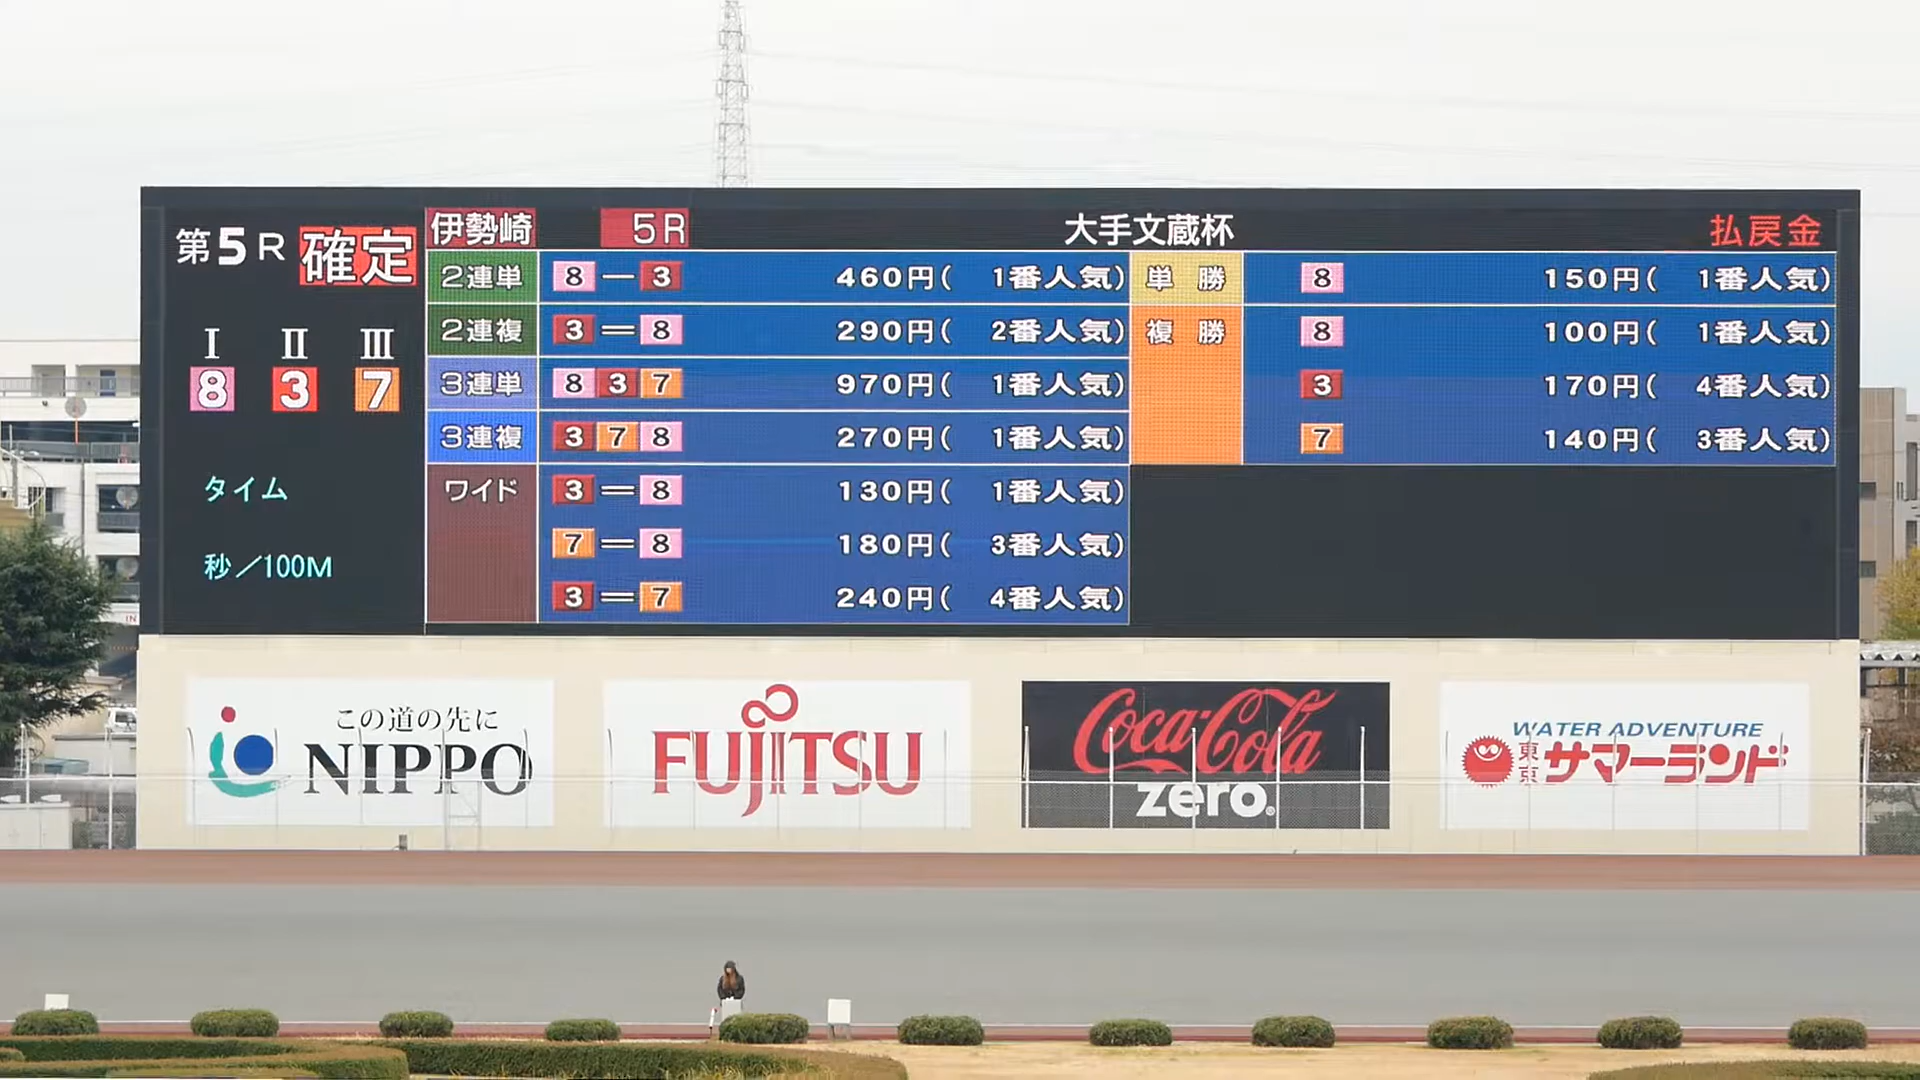 第5R 確定
Ⅰ Ⅱ Ⅲ
8 3 7
タイム
秒/100M
伊勢崎 5R 大手文蔵杯 払戻金
2連単 8―3 460円( 1番人気)
2連複 3=8 290円( 2番人気)
3連単 8 3 7 970円( 1番人気)
3連複 3 7 8 270円( 1番人気)
ワイド 3=8 130円( 1番人気)
7=8 180円( 3番人気)
3=7 240円( 4番人気)
単勝 8 150円( 1番人気)
複勝 8 100円( 1番人気)
3 170円( 4番人気)
7 140円( 3番人気)
IN
この道の先に
NIPPO
FUJITSU
Coca-Cola
zero®
WATER ADVENTURE
東京サマーランド